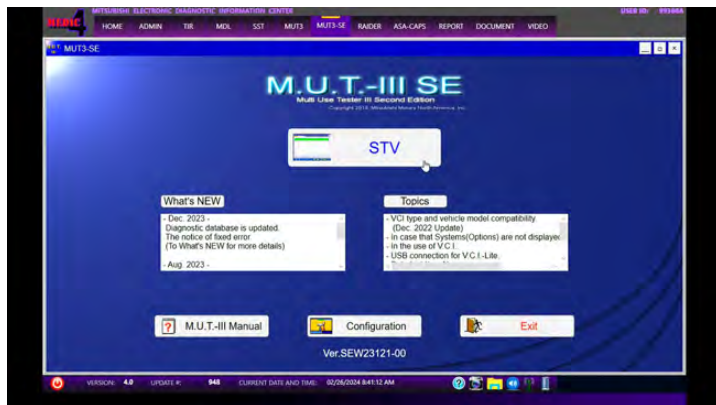 MITSUBISHI ELECTRONIC DIAGNOSTIC INFORMATION CENTER
USER ID: 99300A
MEDIC 4
HOME ADMIN TIR MDL SST MUT3 MUT3-SE RAIDER ASA-CAPS REPORT DOCUMENT VIDEO
MUT3-SE
M.U.T.-III SE
Multi Use Tester III Second Edition
STV
What's NEW
- Dec. 2023 -
Diagnostic database is updated.
The notice of fixed error
(To What's NEW for more details)
- Aug. 2023 -
Topics
- VCI type and vehicle model compatibility
(Dec. 2022 Update)
- In case that Systems(Options) are not displayed
- In the use of V.C.I.
- USB connection for V.C.I.-Lite.
M.U.T.-III Manual
Configuration
Exit
Ver.SEW23121-00
VERSION: 4.0 UPDATE #: 948 CURRENT DATE AND TIME: 02/26/2024 8:41:12 AM